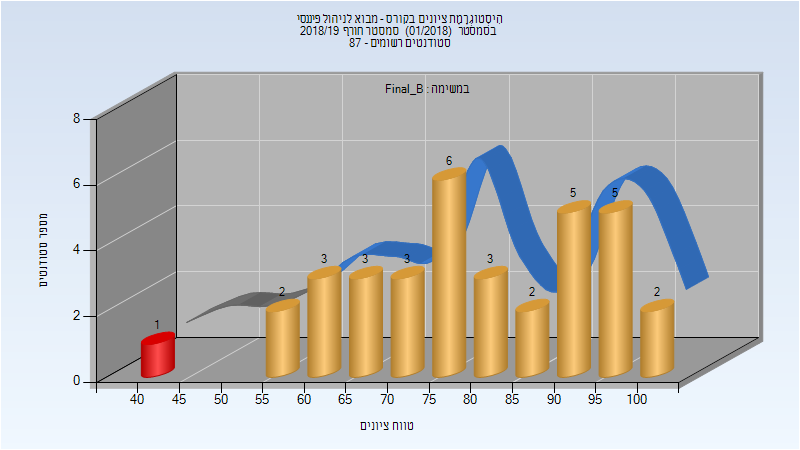 היסטוגרמת ציונים בקורס - מבוא לניהול פיננסי
בסמסטר (01/2018) סמסטר חורף 2018/19
סטודנטים רשומים - 87
במשימה : Final_B
מספר סטודנטים
8
6
4
2
0
1
2
3
3
3
6
3
2
5
5
2
40 45 50 55 60 65 70 75 80 85 90 95 100
טווח ציונים